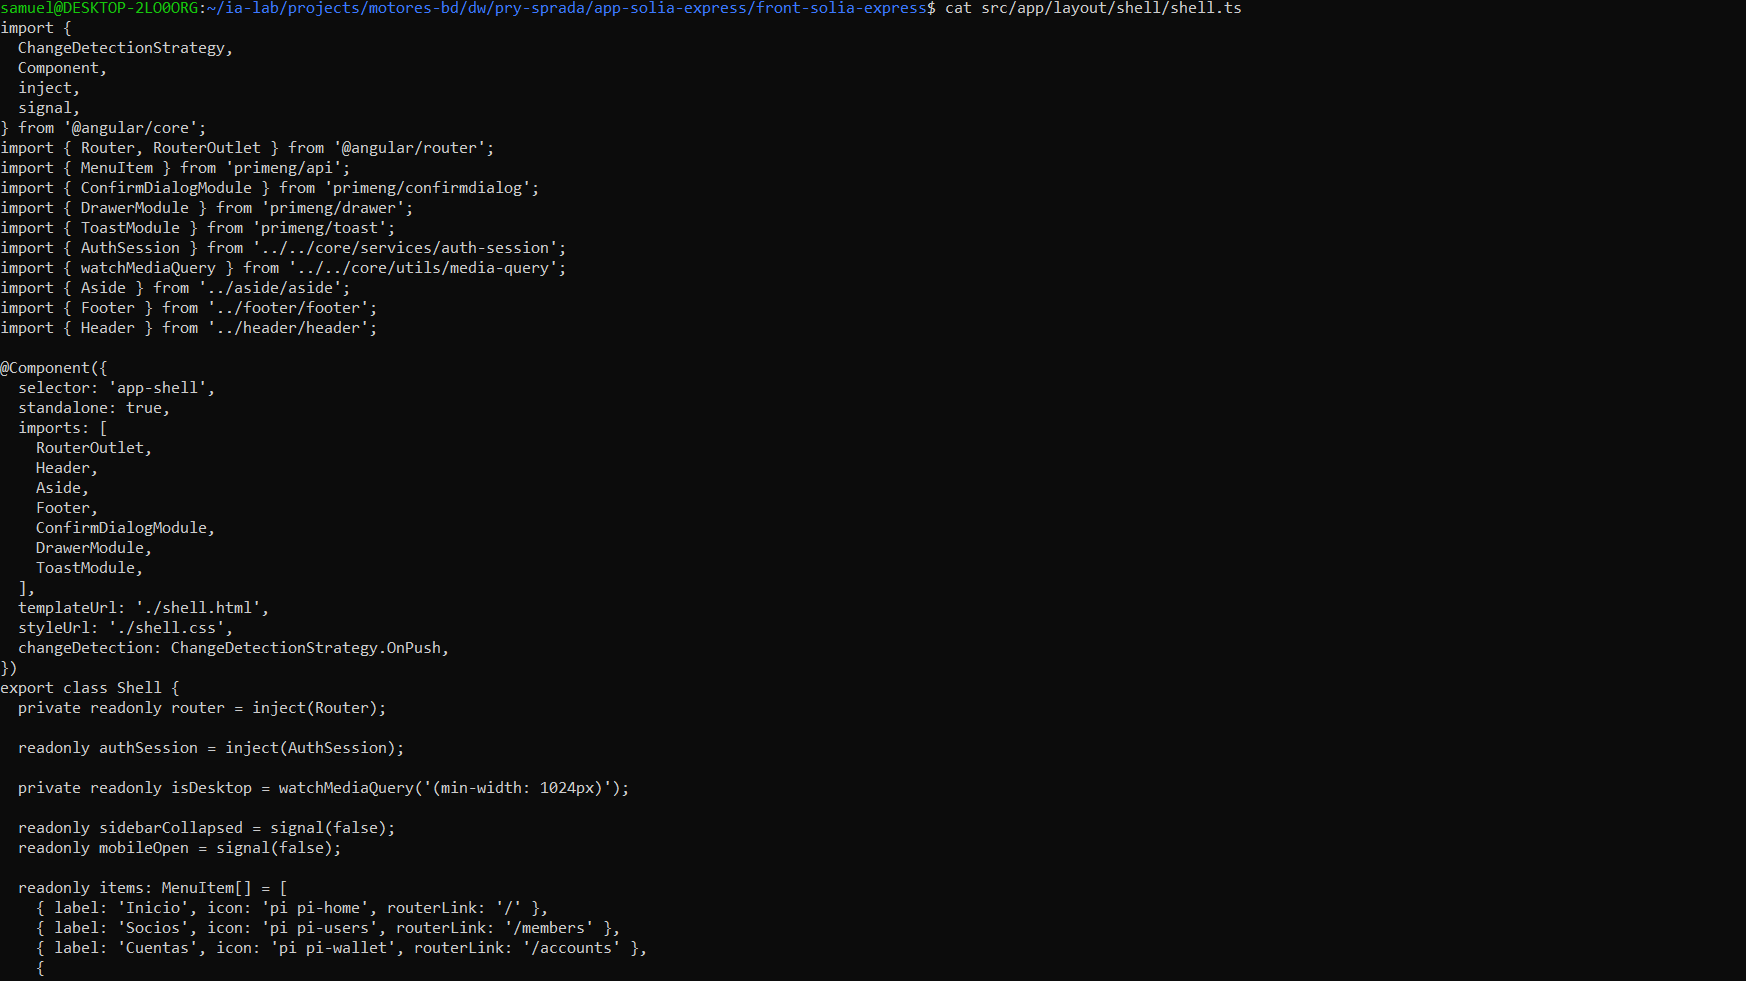 samuel@DESKTOP-2LO0ORG:~/ia-lab/projects/motores-bd/dw/pry-sprada/app-solia-express/front-solia-express$ cat src/app/layout/shell/shell.ts
import {
  ChangeDetectionStrategy,
  Component,
  inject,
  signal,
} from '@angular/core';
import { Router, RouterOutlet } from '@angular/router';
import { MenuItem } from 'primeng/api';
import { ConfirmDialogModule } from 'primeng/confirmdialog';
import { DrawerModule } from 'primeng/drawer';
import { ToastModule } from 'primeng/toast';
import { AuthSession } from '../../core/services/auth-session';
import { watchMediaQuery } from '../../core/utils/media-query';
import { Aside } from '../aside/aside';
import { Footer } from '../footer/footer';
import { Header } from '../header/header';

@Component({
  selector: 'app-shell',
  standalone: true,
  imports: [
    RouterOutlet,
    Header,
    Aside,
    Footer,
    ConfirmDialogModule,
    DrawerModule,
    ToastModule,
  ],
  templateUrl: './shell.html',
  styleUrl: './shell.css',
  changeDetection: ChangeDetectionStrategy.OnPush,
})
export class Shell {
  private readonly router = inject(Router);

  readonly authSession = inject(AuthSession);

  private readonly isDesktop = watchMediaQuery('(min-width: 1024px)');

  readonly sidebarCollapsed = signal(false);
  readonly mobileOpen = signal(false);

  readonly items: MenuItem[] = [
    { label: 'Inicio', icon: 'pi pi-home', routerLink: '/' },
    { label: 'Socios', icon: 'pi pi-users', routerLink: '/members' },
    { label: 'Cuentas', icon: 'pi pi-wallet', routerLink: '/accounts' },
    {